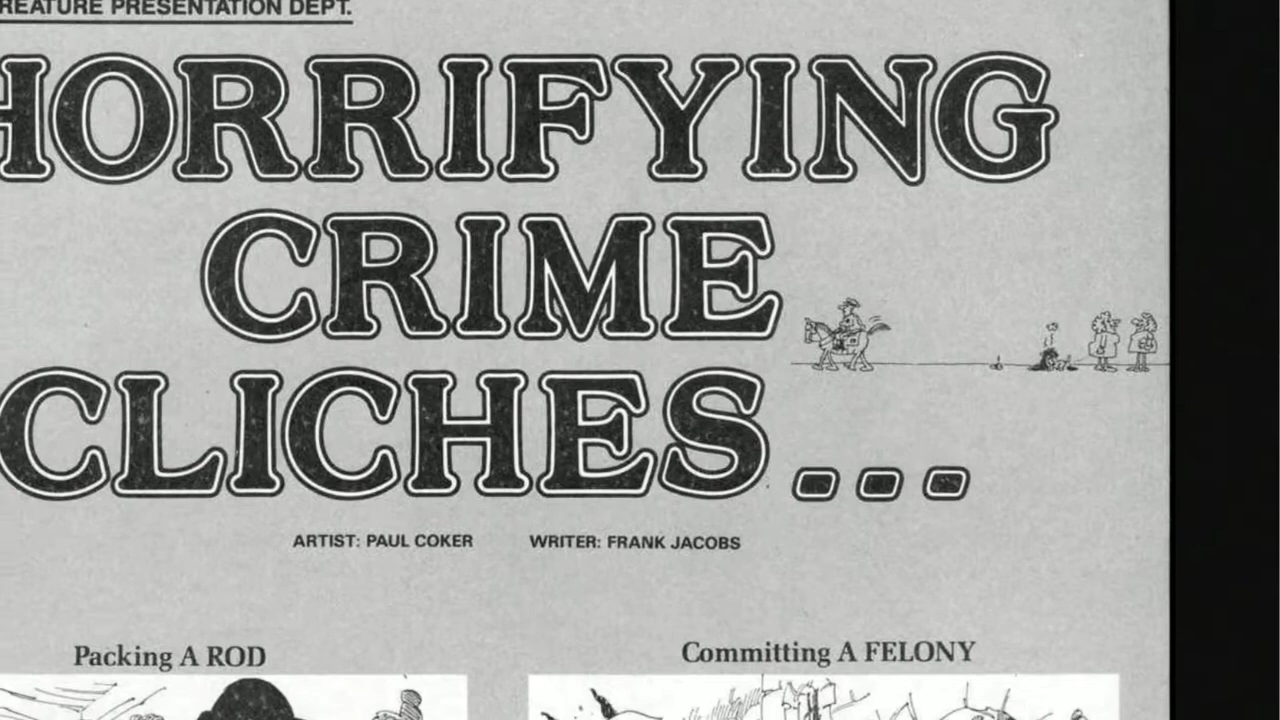 REATURE PRESENTATION DEPT.
HORRIFYING
CRIME
CLICHES...
ARTIST: PAUL COKER WRITER: FRANK JACOBS
Packing A ROD
Committing A FELONY